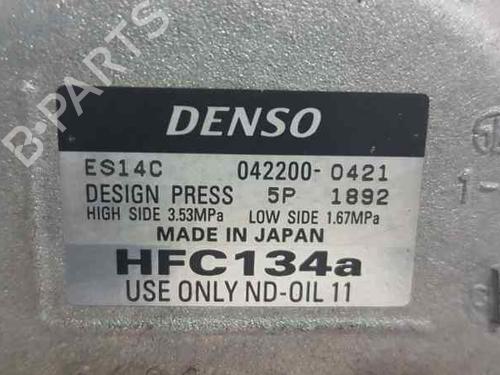 B-PARTS
DENSO
ES14C 042200-0421
DESIGN PRESS 5P 1892
HIGH SIDE 3.53MPa LOW SIDE 1.67MPa
MADE IN JAPAN
HFC134a
USE ONLY ND-OIL 11